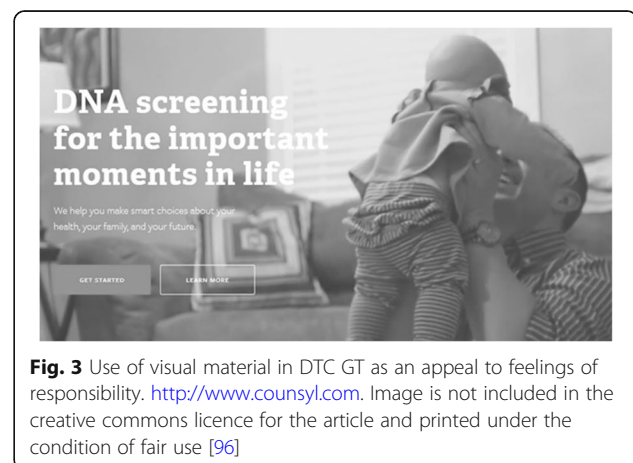 DNA screening
for the important
moments in life
We help you make smart choices about your
health, your family, and your future.
GET STARTED
LEARN MORE
Fig. 3 Use of visual material in DTC GT as an appeal to feelings of
responsibility. http://www.counsyl.com. Image is not included in the
creative commons licence for the article and printed under the
condition of fair use [96]